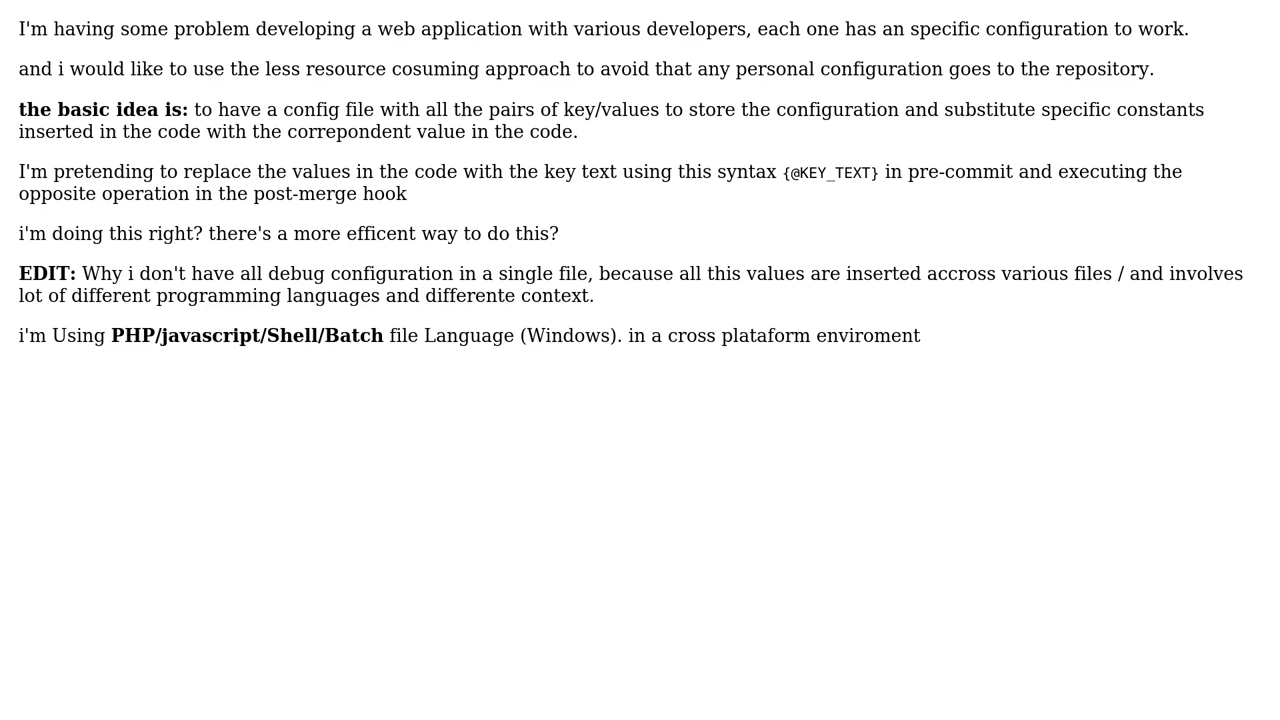 I'm having some problem developing a web application with various developers, each one has an specific configuration to work.
and i would like to use the less resource cosuming approach to avoid that any personal configuration goes to the repository.
the basic idea is: to have a config file with all the pairs of key/values to store the configuration and substitute specific constants
inserted in the code with the correpondent value in the code.
I'm pretending to replace the values in the code with the key text using this syntax {@KEY_TEXT} in pre-commit and executing the
opposite operation in the post-merge hook
i'm doing this right? there's a more efficent way to do this?
EDIT: Why i don't have all debug configuration in a single file, because all this values are inserted accross various files / and involves
lot of different programming languages and differente context.
i'm Using PHP/javascript/Shell/Batch file Language (Windows). in a cross plataform enviroment